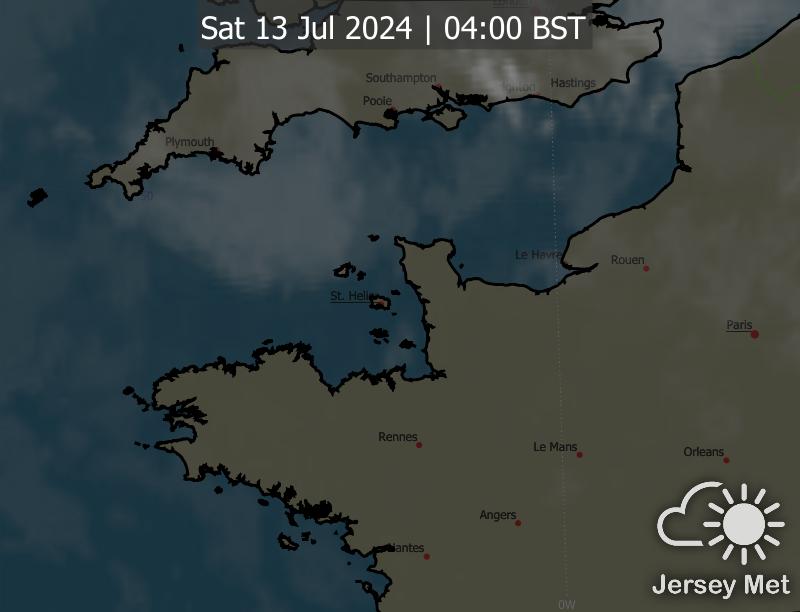 Sat 13 Jul 2024 | 04:00 BST
Southampton
Hastings
Poole
Plymouth
50
Le Havre
Rouen
St. Helier
Paris
Rennes
Le Mans
Orleans
Angers
Nantes
0W
Jersey Met